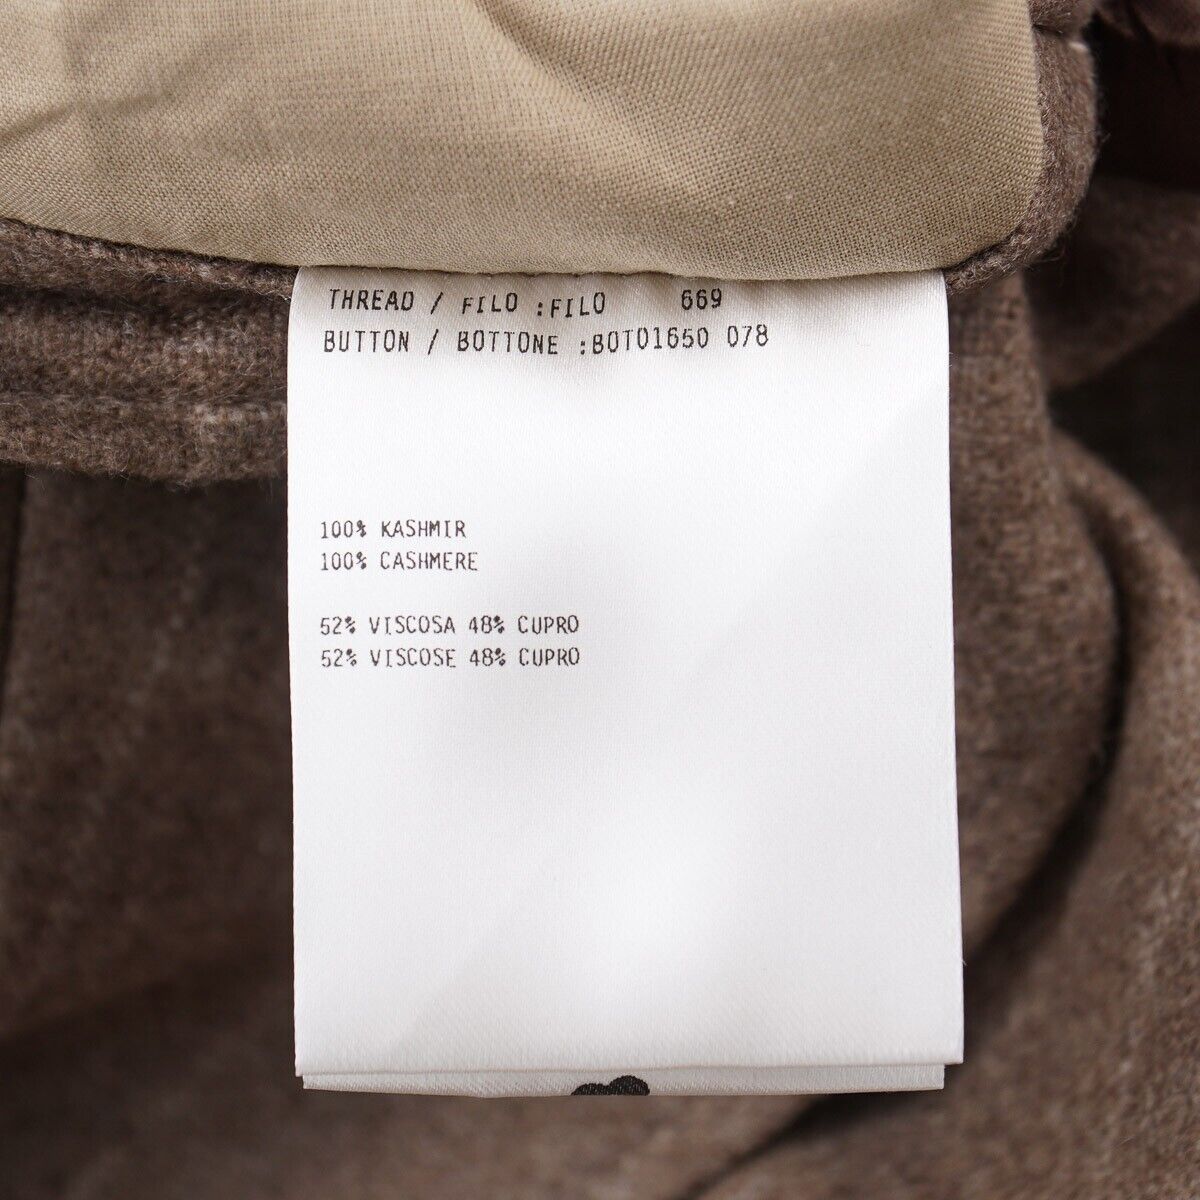 THREAD / FILO :FILO 669
BUTTON / BOTTONE :BOT01650 078
100% KASHMIR
100% CASHMERE
52% VISCOSA 48% CUPRO
52% VISCOSE 48% CUPRO